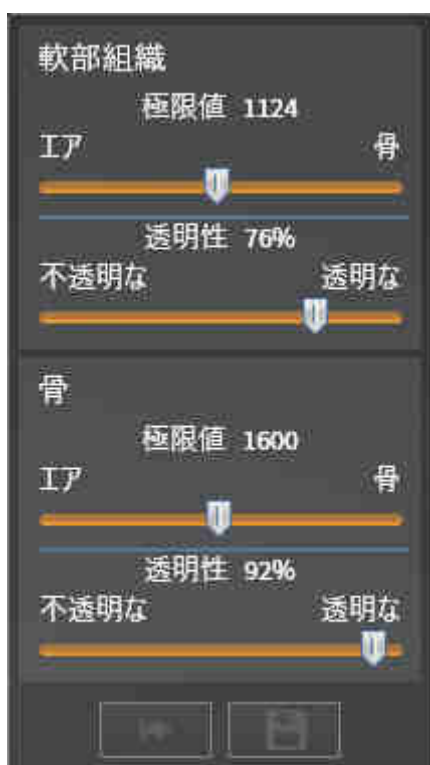 軟部組織
極限値 1124
エア 骨
透明性 76%
不透明な 透明な
骨
極限値 1600
エア 骨
透明性 92%
不透明な 透明な